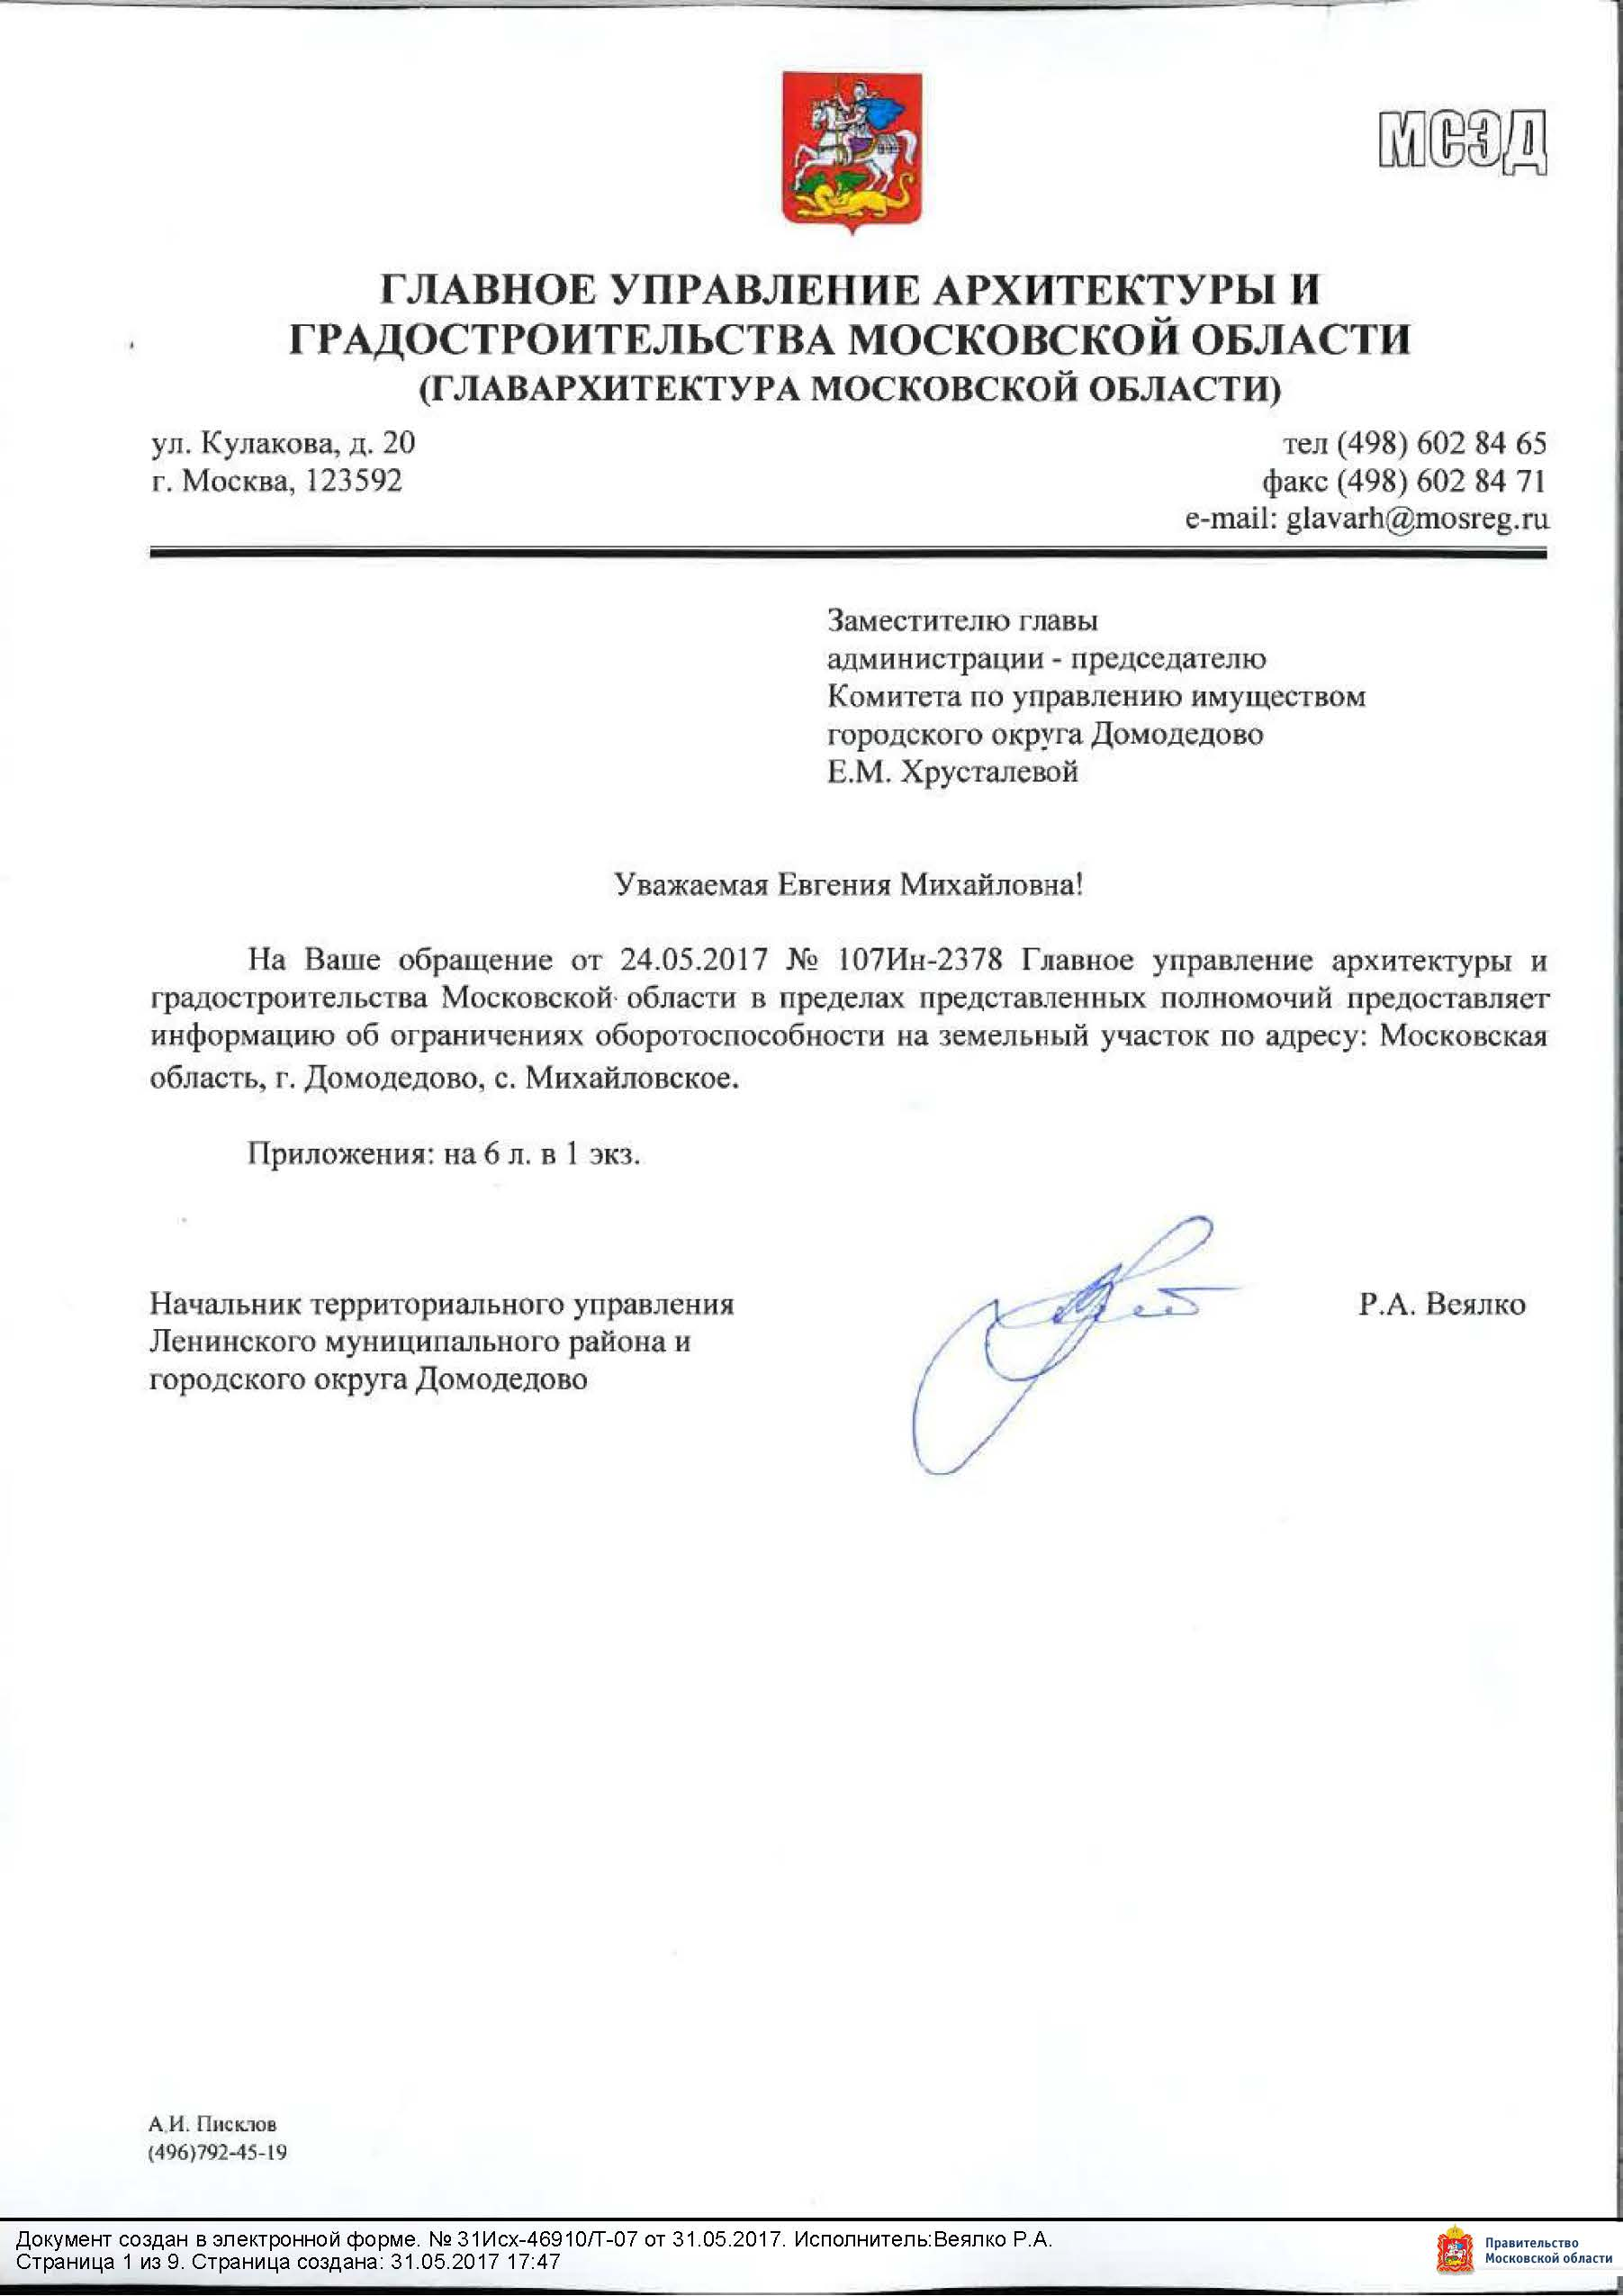 МСЭД
ГЛАВНОЕ УПРАВЛЕНИЕ АРХИТЕКТУРЫ И
ГРАДОСТРОИТЕЛЬСТВА МОСКОВСКОЙ ОБЛАСТИ
(ГЛАВАРХИТЕКТУРА МОСКОВСКОЙ ОБЛАСТИ)
ул. Кулакова, д. 20
г. Москва, 123592
тел (498) 602 84 65
факс (498) 602 84 71
e-mail: glavarh@mosreg.ru
Заместителю главы
администрации - председателю
Комитета по управлению имуществом
городского округа Домодедово
Е.М. Хрусталевой
Уважаемая Евгения Михайловна!
На Ваше обращение от 24.05.2017 № 107Ин-2378 Главное управление архитектуры и
градостроительства Московской области в пределах представленных полномочий предоставляет
информацию об ограничениях оборотоспособности на земельный участок по адресу: Московская
область, г. Домодедово, с. Михайловское.
Приложения: на 6 л. в 1 экз.
Начальник территориального управления
Ленинского муниципального района и
городского округа Домодедово
Р.А. Веялко
А.И. Писклов
(496)792-45-19
Документ создан в электронной форме. № 31Исх-46910/Т-07 от 31.05.2017. Исполнитель:Веялко Р.А.
Страница 1 из 9. Страница создана: 31.05.2017 17:47
Правительство
Московской области